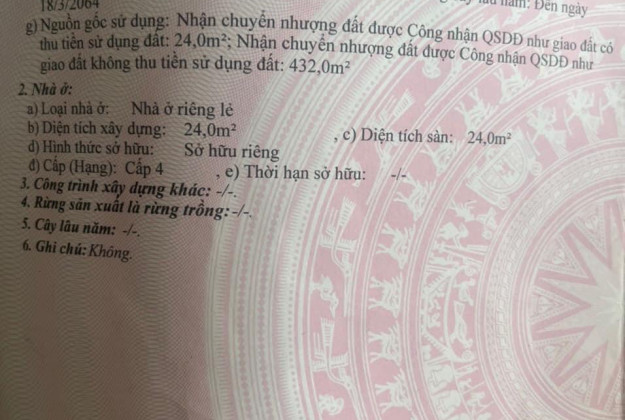 18/3/2064 năm: Đến ngày
g) Nguồn gốc sử dụng: Nhận chuyển nhượng đất được Công nhận QSDĐ như giao đất có
thu tiền sử dụng đất: 24,0m²; Nhận chuyển nhượng đất được Công nhận QSDĐ như
giao đất không thu tiền sử dụng đất: 432,0m²
2. Nhà ở:
a) Loại nhà ở: Nhà ở riêng lẻ
b) Diện tích xây dựng: 24,0m² , c) Diện tích sàn: 24,0m²
d) Hình thức sở hữu: Sở hữu riêng
đ) Cấp (Hạng): Cấp 4 , e) Thời hạn sở hữu: -/-
3. Công trình xây dựng khác: -/-.
4. Rừng sản xuất là rừng trồng: -/-.
5. Cây lâu năm: -/-.
6. Ghi chú: Không.